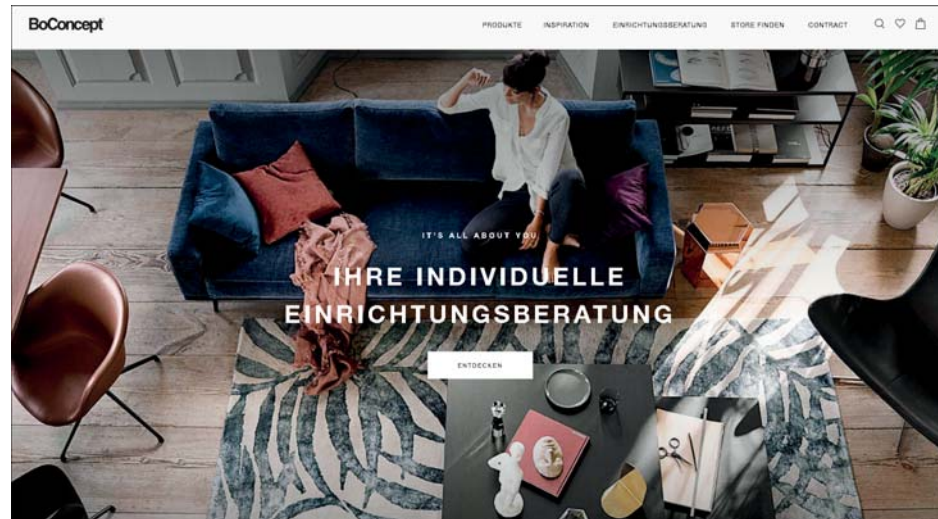 BoConcept
PRODUKTE INSPIRATION EINRICHTUNGSBERATUNG STORE FINDEN CONTRACT
IT'S ALL ABOUT YOU
IHRE INDIVIDUELLE
EINRICHTUNGSBERATUNG
ENTDECKEN